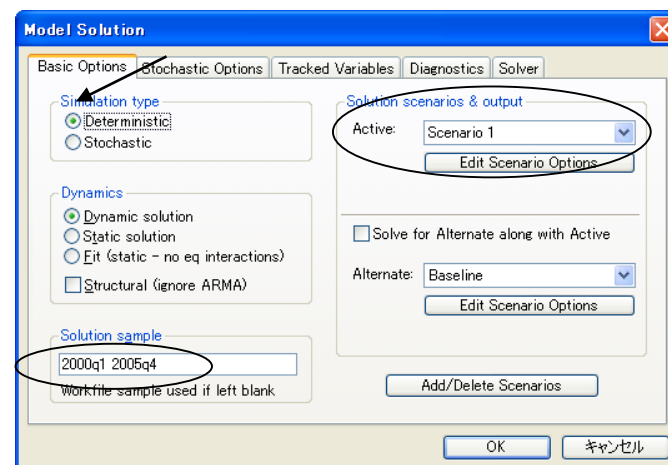 Model Solution
Basic Options Stochastic Options Tracked Variables Diagnostics Solver
Simulation type
Deterministic
Stochastic
Dynamics
Dynamic solution
Static solution
Fit (static - no eq interactions)
Structural (ignore ARMA)
Solution sample
2000q1 2005q4
Workfile sample used if left blank
Solution scenarios & output
Active: Scenario 1
Edit Scenario Options
Solve for Alternate along with Active
Alternate: Baseline
Edit Scenario Options
Add/Delete Scenarios
OK キャンセル